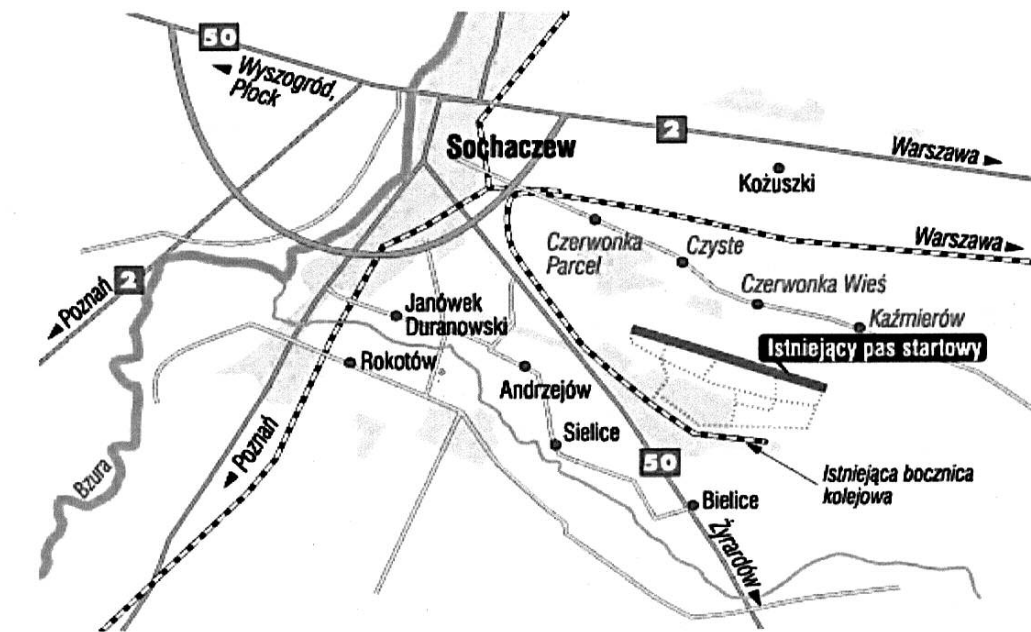 50
Wyszogród,
Płock
2
Sochaczew
Warszawa
Kożuszki
Warszawa
Czerwonka
Parcel
Czyste
Czerwonka Wieś
Kaźmierów
2
Poznań
Janówek
Duranowski
Istniejący pas startowy
Rokotów
Andrzejów
Sielice
Poznań
Bzura
50
Istniejąca bocznica
kolejowa
Bielice
Żyrardów